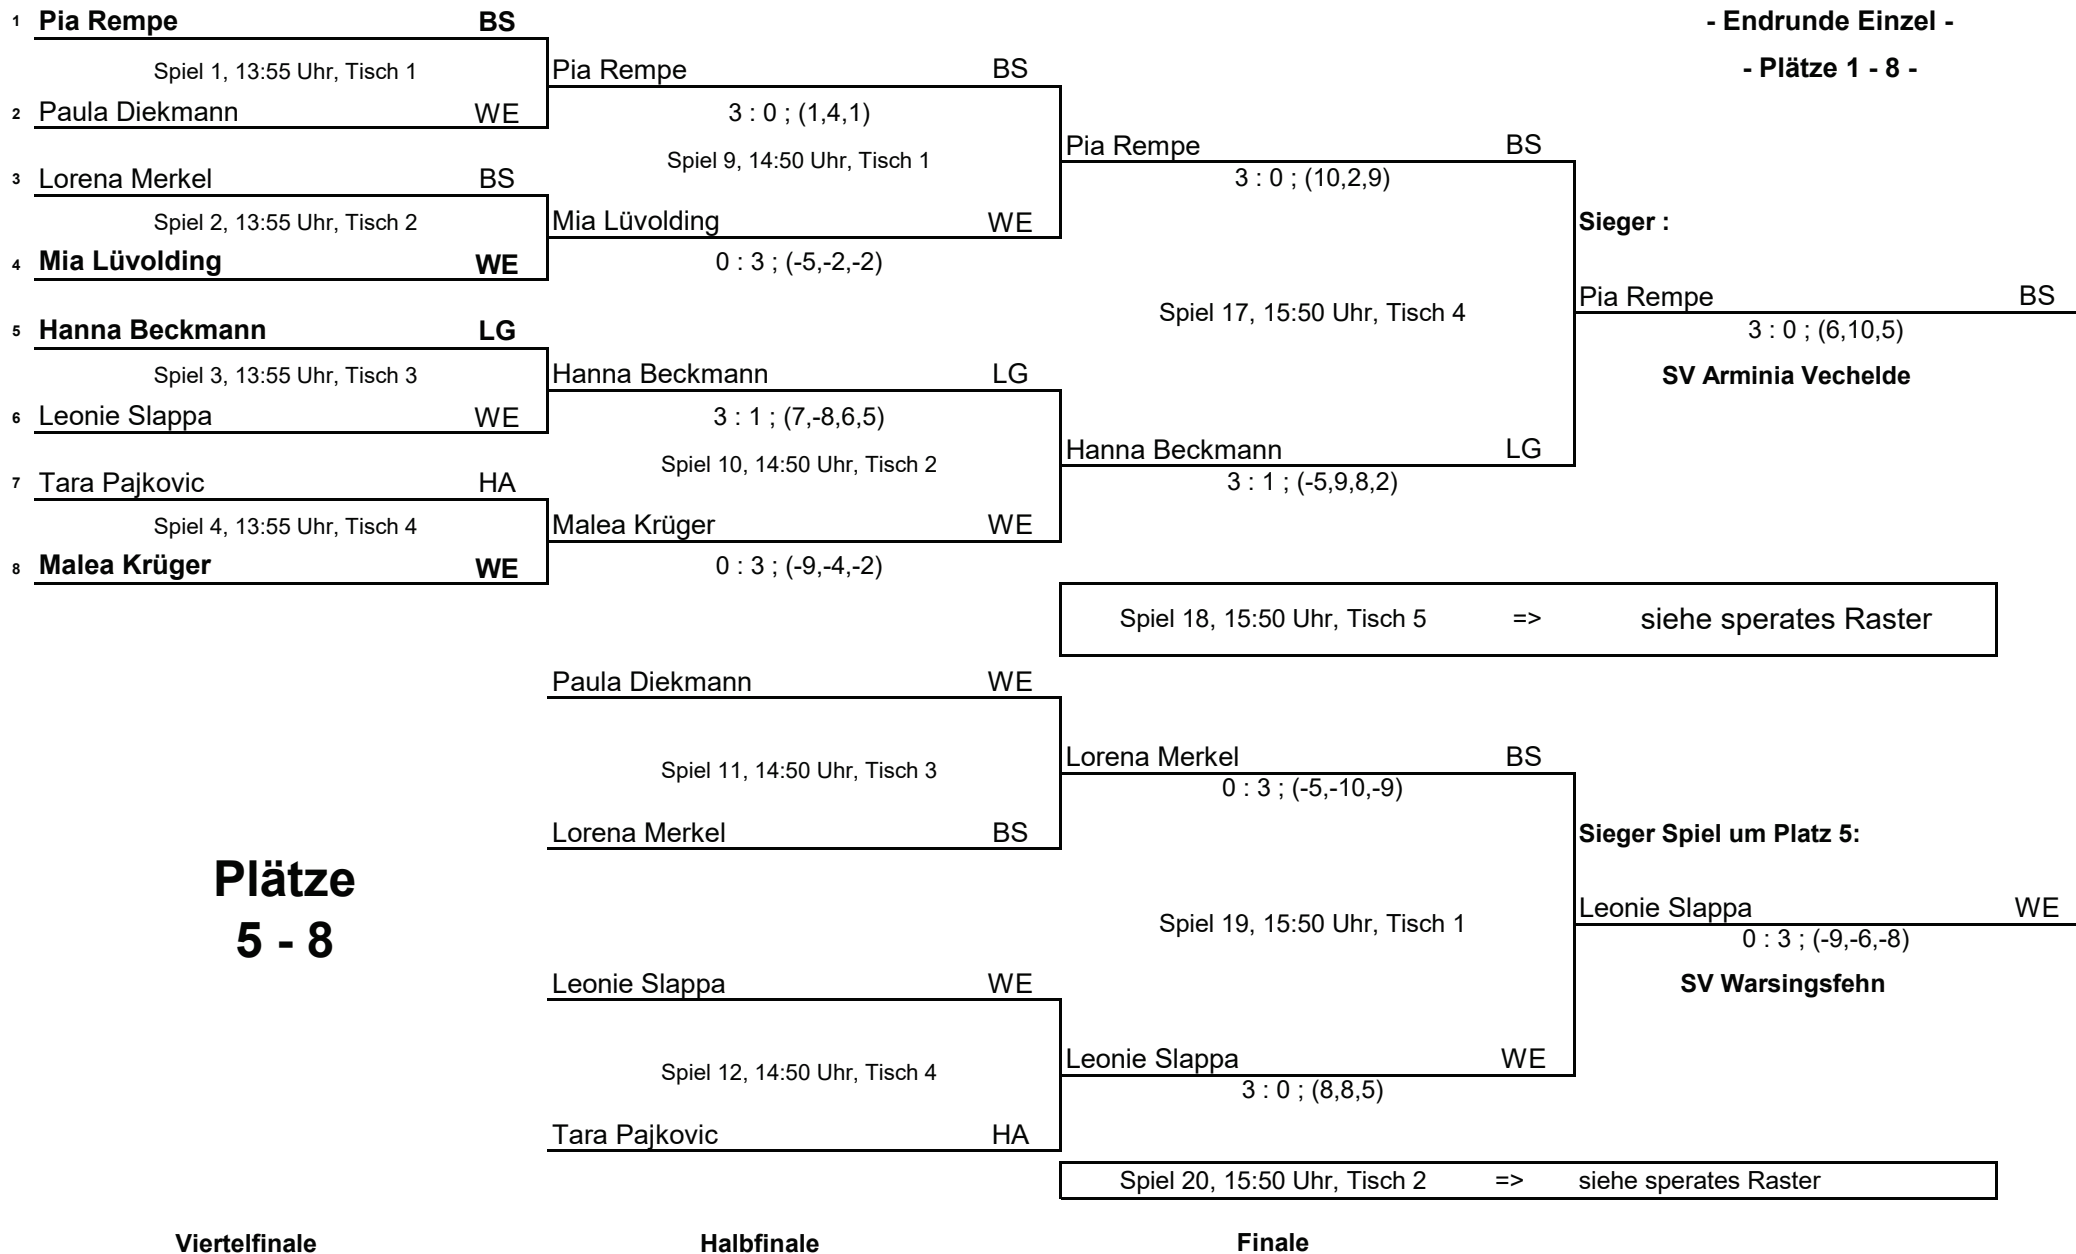 1 Pia Rempe BS
- Endrunde Einzel -
Spiel 1, 13:55 Uhr, Tisch 1
Pia Rempe BS
- Plätze 1 - 8 -
2 Paula Diekmann WE
3 : 0 ; (1,4,1)
Pia Rempe BS
Spiel 9, 14:50 Uhr, Tisch 1
3 Lorena Merkel BS
3 : 0 ; (10,2,9)
Spiel 2, 13:55 Uhr, Tisch 2
Mia Lüvolding WE
Sieger :
4 Mia Lüvolding WE
0 : 3 ; (-5,-2,-2)
Pia Rempe BS
Spiel 17, 15:50 Uhr, Tisch 4
5 Hanna Beckmann LG
3 : 0 ; (6,10,5)
Spiel 3, 13:55 Uhr, Tisch 3
Hanna Beckmann LG
SV Arminia Vechelde
6 Leonie Slappa WE
3 : 1 ; (7,-8,6,5)
Hanna Beckmann LG
Spiel 10, 14:50 Uhr, Tisch 2
7 Tara Pajkovic HA
3 : 1 ; (-5,9,8,2)
Spiel 4, 13:55 Uhr, Tisch 4
Malea Krüger WE
8 Malea Krüger WE
0 : 3 ; (-9,-4,-2)
Spiel 18, 15:50 Uhr, Tisch 5 => siehe sperates Raster
Paula Diekmann WE
Lorena Merkel BS
Spiel 11, 14:50 Uhr, Tisch 3
0 : 3 ; (-5,-10,-9)
Lorena Merkel BS
Sieger Spiel um Platz 5:
Plätze
5 - 8
Leonie Slappa WE
Spiel 19, 15:50 Uhr, Tisch 1
0 : 3 ; (-9,-6,-8)
Leonie Slappa WE
SV Warsingsfehn
Leonie Slappa WE
Spiel 12, 14:50 Uhr, Tisch 4
3 : 0 ; (8,8,5)
Tara Pajkovic HA
Spiel 20, 15:50 Uhr, Tisch 2 => siehe sperates Raster
Viertelfinale
Halbfinale
Finale